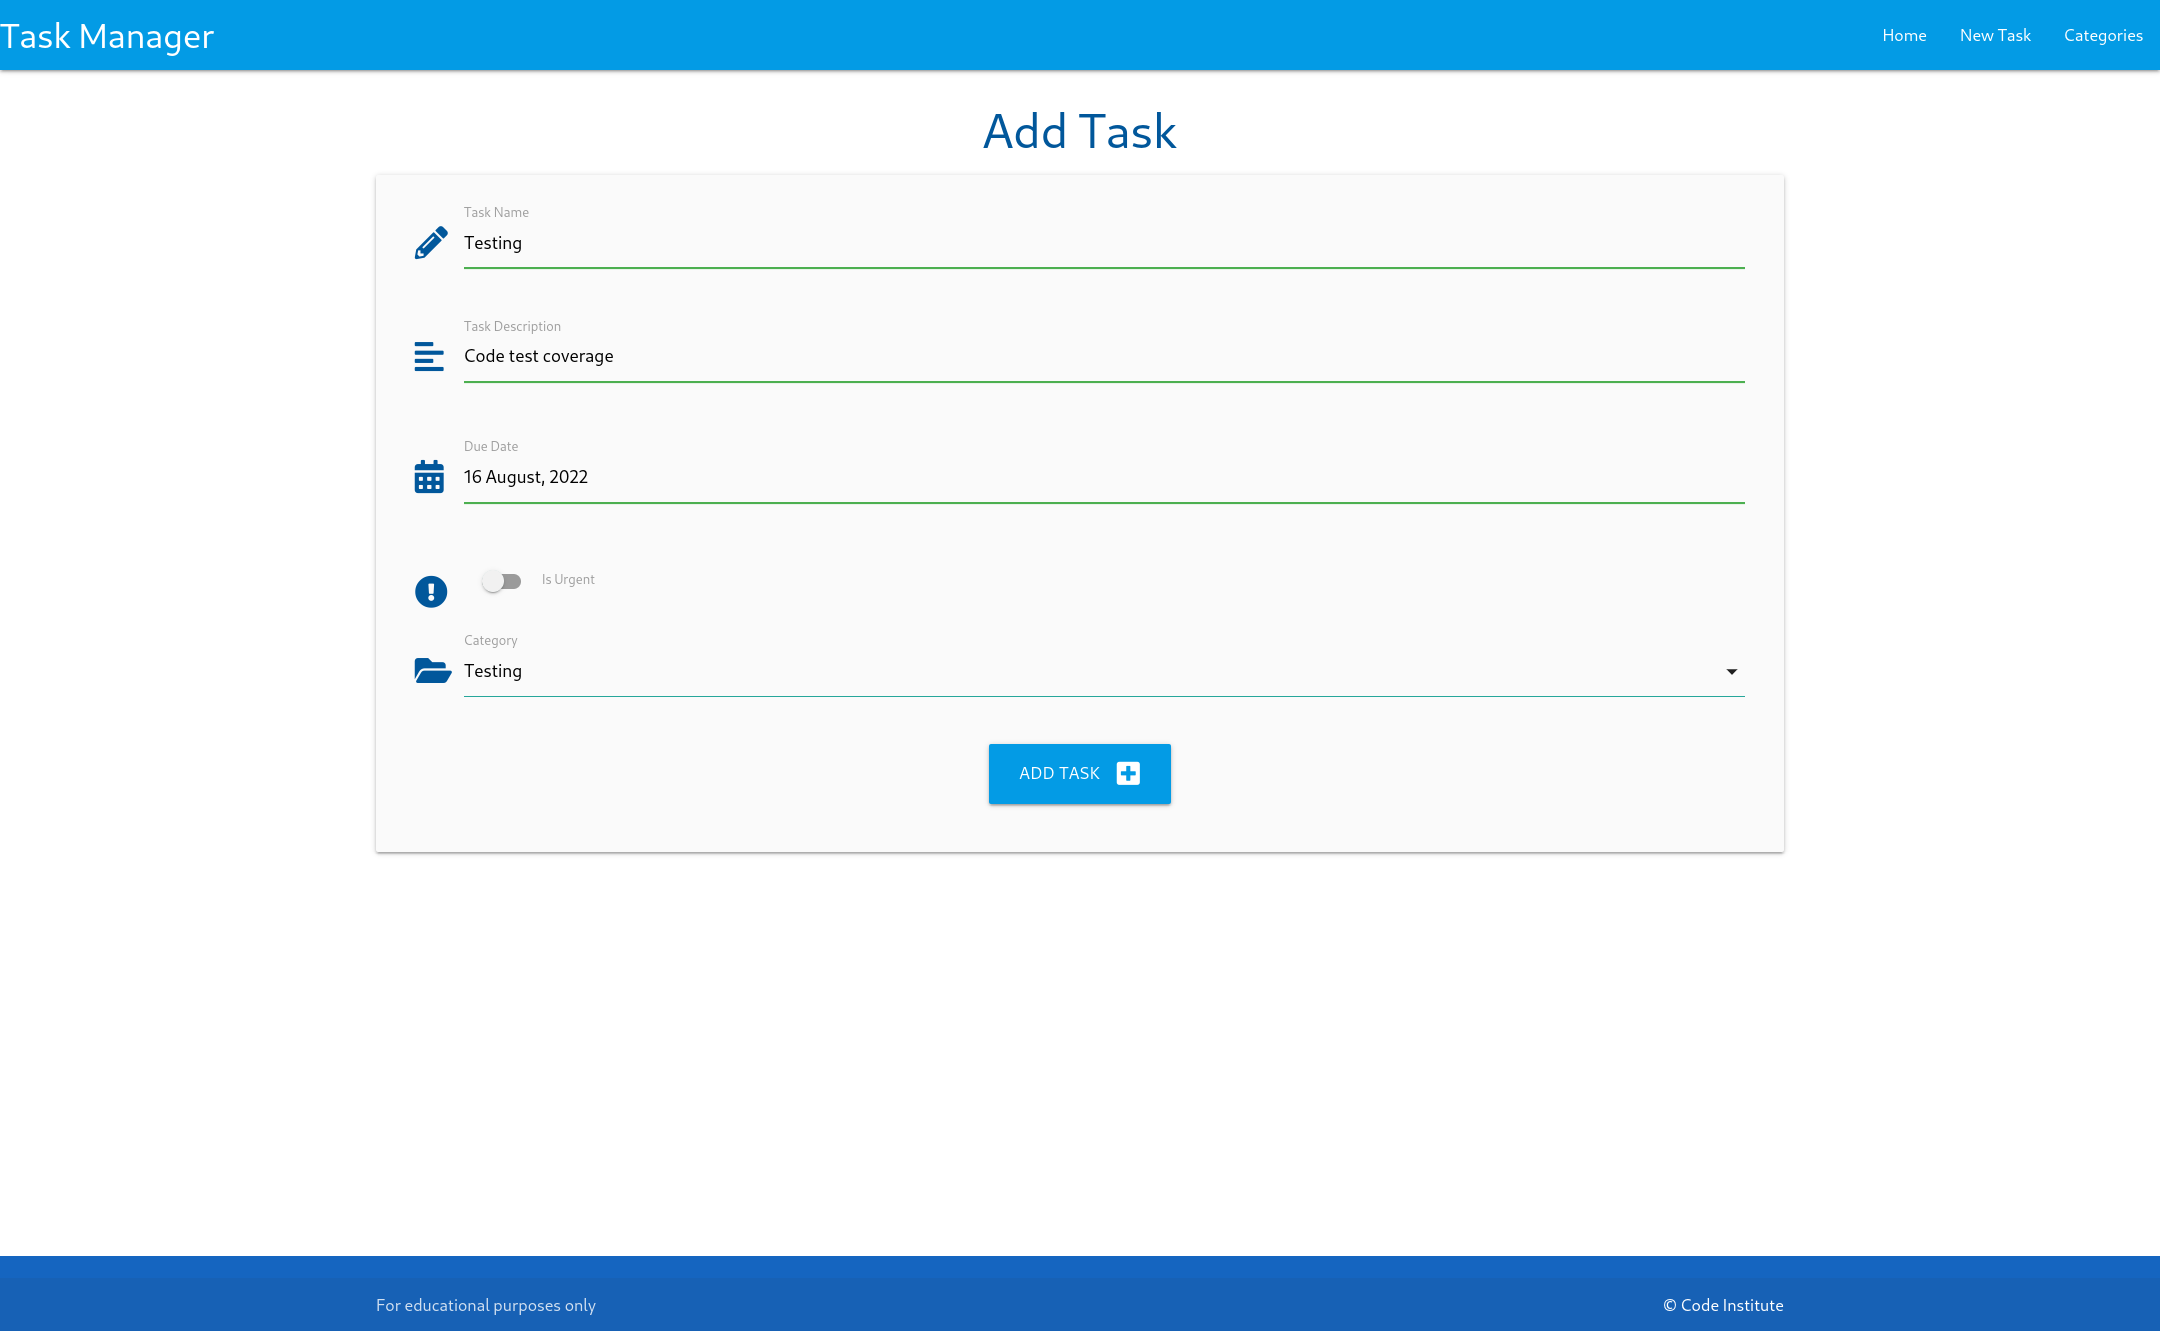 Task Manager
Home New Task Categories
Add Task
Task Name
Testing
Task Description
Code test coverage
Due Date
16 August, 2022
Is Urgent
Category
Testing
ADD TASK
For educational purposes only
© Code Institute